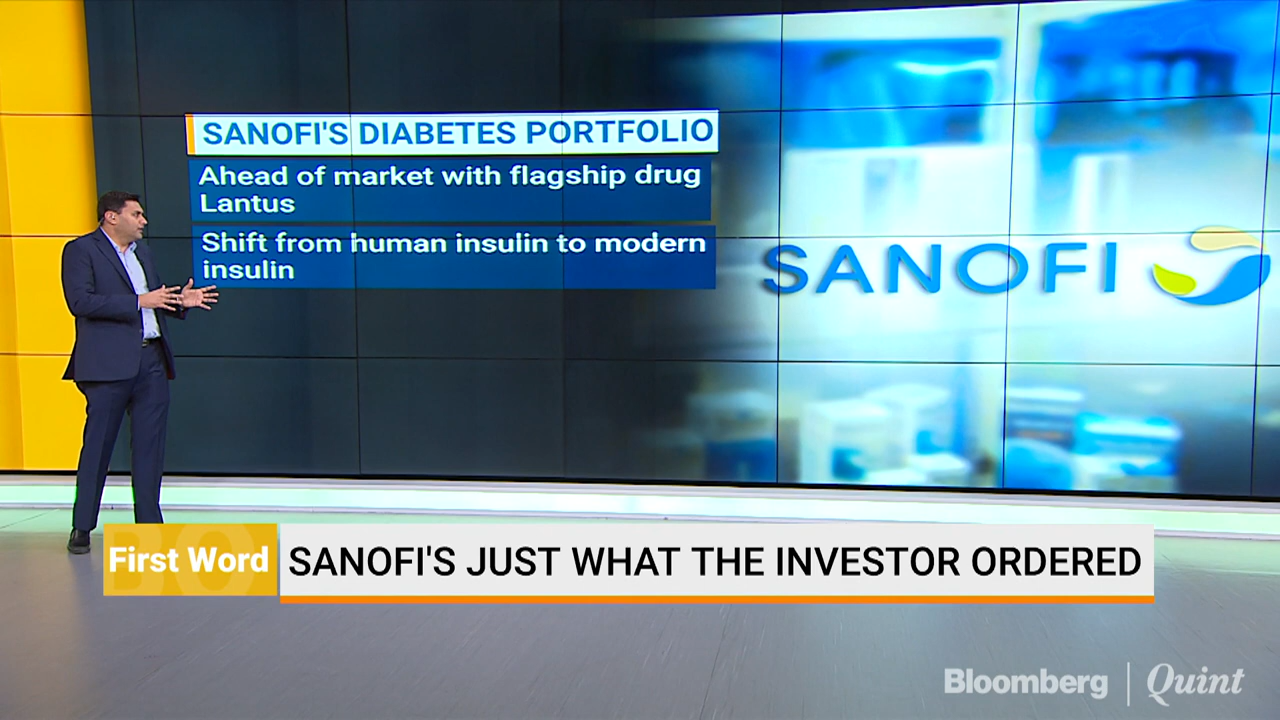 SANOFI'S DIABETES PORTFOLIO
Ahead of market with flagship drug
Lantus
Shift from human insulin to modern
insulin
SANOFI
First Word
SANOFI'S JUST WHAT THE INVESTOR ORDERED
Bloomberg | Quint